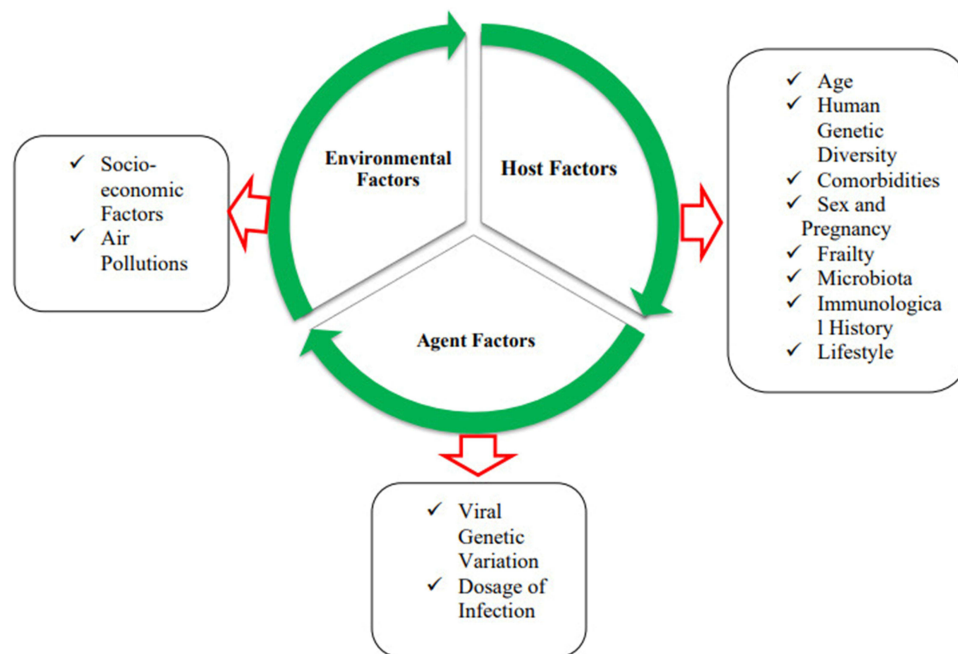 Environmental
Factors
Host Factors
Agent Factors
✓ Socio-
economic
Factors
✓ Air
Pollutions
✓ Age
✓ Human
Genetic
Diversity
✓ Comorbidities
✓ Sex and
Pregnancy
✓ Frailty
✓ Microbiota
✓ Immunologica
l History
✓ Lifestyle
✓ Viral
Genetic
Variation
✓ Dosage of
Infection